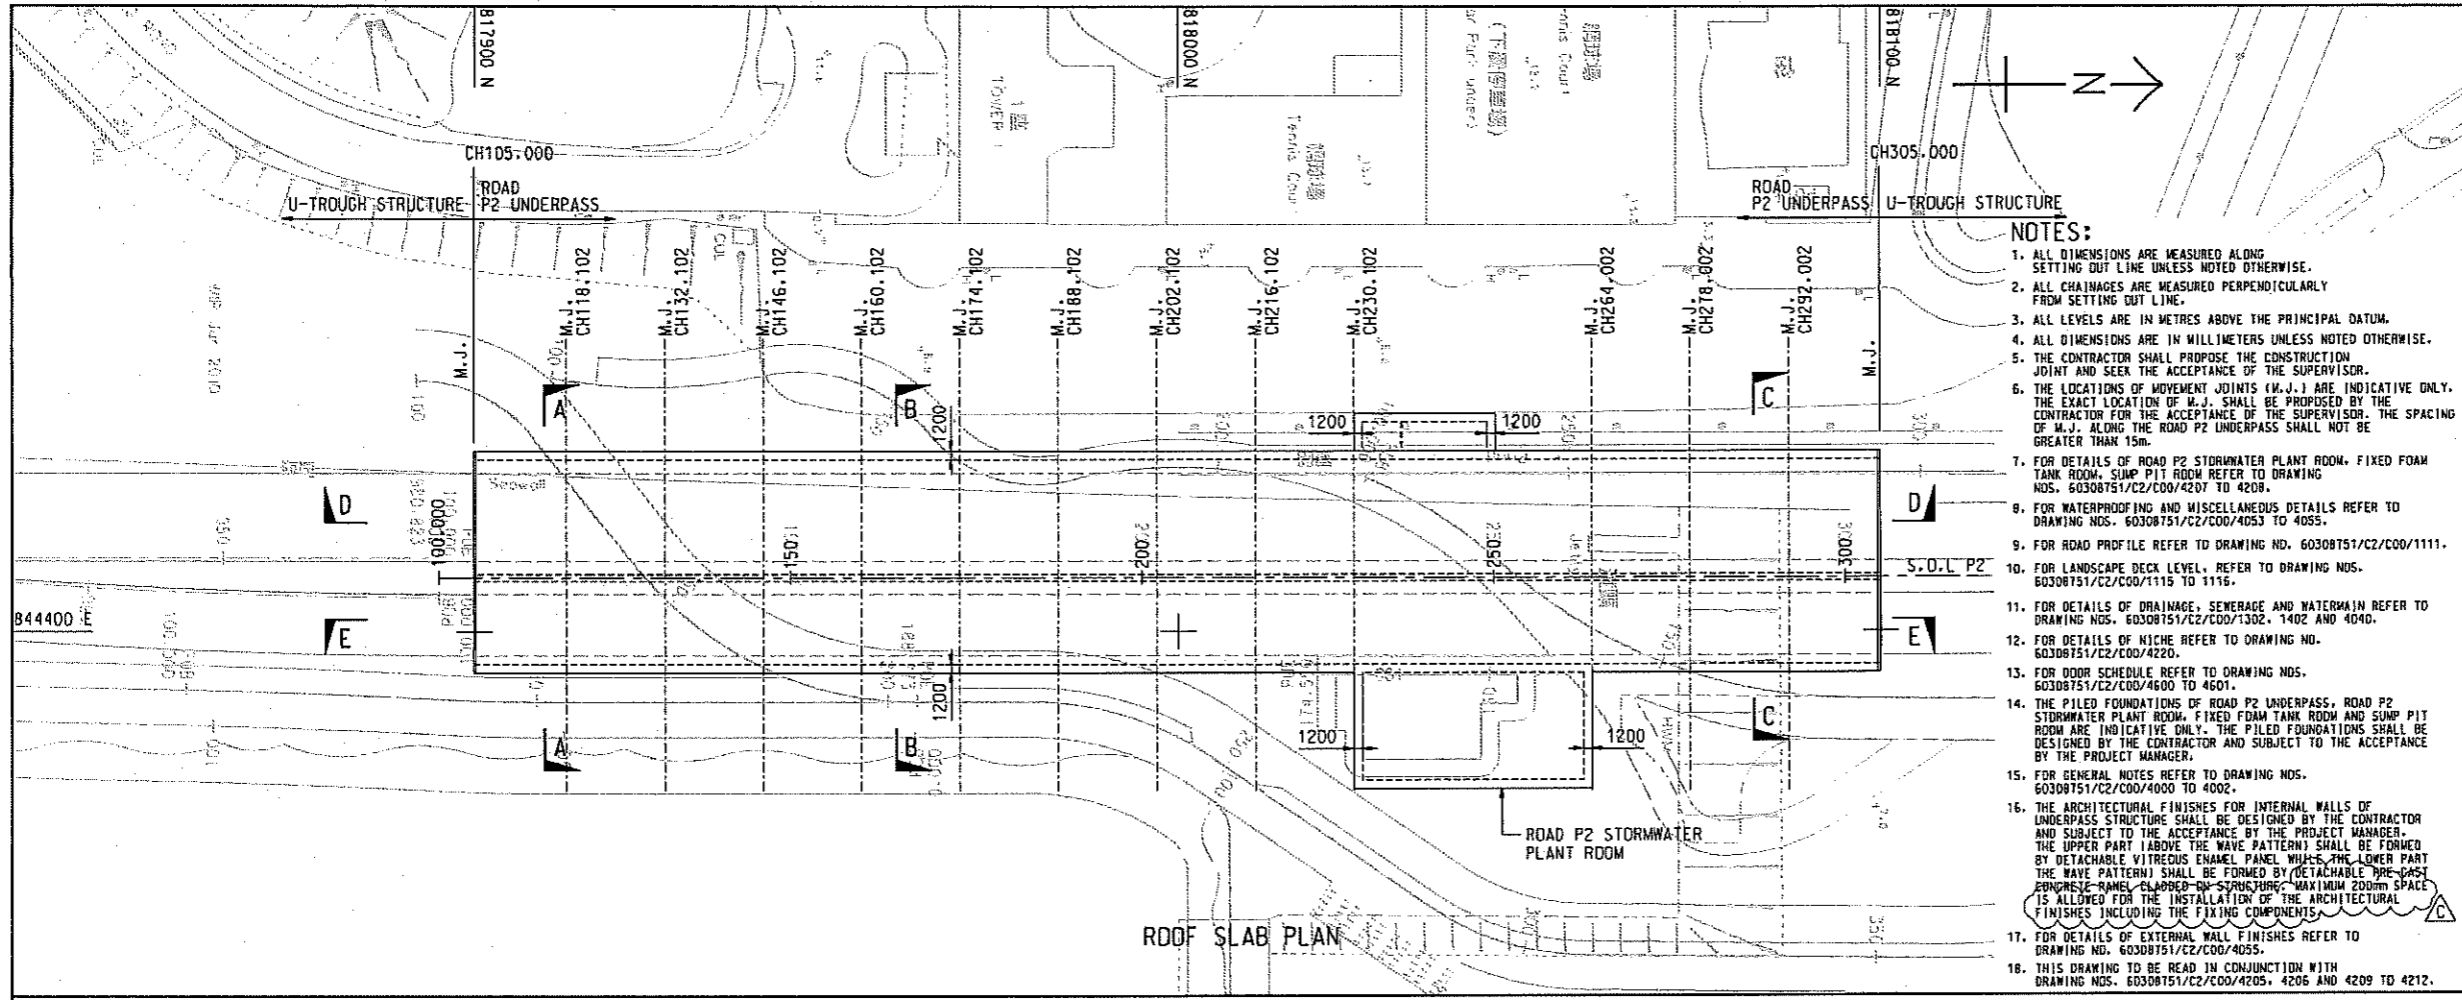 817900 N
818000 N
818100 N
N
TOWER 1
Tennis Cour
CH105.000
CH305.000
ROAD
U-TROUGH STRUCTURE P2 UNDERPASS
ROAD
P2 UNDERPASS U-TROUGH STRUCTURE
M.J.
M.J.
CH118.102
M.J.
CH132.102
M.J.
CH146.102
M.J.
CH160.102
M.J.
CH174.102
M.J.
CH188.102
M.J.
CH202.102
M.J.
CH216.102
M.J.
CH230.102
M.J.
CH264.002
M.J.
CH278.002
M.J.
CH292.002
M.J.
A
B
C
1200
1200
1200
Seawall
D
D
100.000
150
200
250
300
S.O.L P2
844400 E
E
E
1200
1200
1200
A
B
C
ROAD P2 STORMWATER
PLANT ROOM
ROOF SLAB PLAN
NOTES:
1. ALL DIMENSIONS ARE MEASURED ALONG
SETTING OUT LINE UNLESS NOTED OTHERWISE.
2. ALL CHAINAGES ARE MEASURED PERPENDICULARLY
FROM SETTING OUT LINE.
3. ALL LEVELS ARE IN METRES ABOVE THE PRINCIPAL DATUM.
4. ALL DIMENSIONS ARE IN MILLIMETERS UNLESS NOTED OTHERWISE.
5. THE CONTRACTOR SHALL PROPOSE THE CONSTRUCTION
JOINT AND SEEK THE ACCEPTANCE OF THE SUPERVISOR.
6. THE LOCATIONS OF MOVEMENT JOINTS (M.J.) ARE INDICATIVE ONLY.
THE EXACT LOCATION OF M.J. SHALL BE PROPOSED BY THE
CONTRACTOR FOR THE ACCEPTANCE OF THE SUPERVISOR. THE SPACING
OF M.J. ALONG THE ROAD P2 UNDERPASS SHALL NOT BE
GREATER THAN 15m.
7. FOR DETAILS OF ROAD P2 STORMWATER PLANT ROOM, FIXED FOAM
TANK ROOM, SUMP PIT ROOM REFER TO DRAWING
NOS. 60308751/C2/C00/4207 TO 4208.
8. FOR WATERPROOFING AND MISCELLANEOUS DETAILS REFER TO
DRAWING NOS. 60308751/C2/C00/4053 TO 4055.
9. FOR ROAD PROFILE REFER TO DRAWING NO. 60308751/C2/C00/1111.
10. FOR LANDSCAPE DECK LEVEL, REFER TO DRAWING NOS.
60308751/C2/C00/1115 TO 1116.
11. FOR DETAILS OF DRAINAGE, SEWERAGE AND WATERMAIN REFER TO
DRAWING NOS. 60308751/C2/C00/1302, 1402 AND 4040.
12. FOR DETAILS OF NICHE REFER TO DRAWING NO.
60308751/C2/C00/4220.
13. FOR DOOR SCHEDULE REFER TO DRAWING NOS.
60308751/C2/C00/4600 TO 4601.
14. THE PILED FOUNDATIONS OF ROAD P2 UNDERPASS, ROAD P2
STORMWATER PLANT ROOM, FIXED FOAM TANK ROOM AND SUMP PIT
ROOM ARE INDICATIVE ONLY. THE PILED FOUNDATIONS SHALL BE
DESIGNED BY THE CONTRACTOR AND SUBJECT TO THE ACCEPTANCE
BY THE PROJECT MANAGER.
15. FOR GENERAL NOTES REFER TO DRAWING NOS.
60308751/C2/C00/4000 TO 4002.
16. THE ARCHITECTURAL FINISHES FOR INTERNAL WALLS OF
UNDERPASS STRUCTURE SHALL BE DESIGNED BY THE CONTRACTOR
AND SUBJECT TO THE ACCEPTANCE BY THE PROJECT MANAGER.
THE UPPER PART (ABOVE THE WAVE PATTERN) SHALL BE FORMED
BY DETACHABLE VITREOUS ENAMEL PANEL WHILE THE LOWER PART
THE WAVE PATTERN) SHALL BE FORMED BY DETACHABLE PRE-CAST
CONCRETE PANEL CLADDED ON STRUCTURE. MAXIMUM 200mm SPACE
IS ALLOWED FOR THE INSTALLATION OF THE ARCHITECTURAL
FINISHES INCLUDING THE FIXING COMPONENTS.
C
17. FOR DETAILS OF EXTERNAL WALL FINISHES REFER TO
DRAWING NO. 60308751/C2/C00/4055.
18. THIS DRAWING TO BE READ IN CONJUNCTION WITH
DRAWING NOS. 60308751/C2/C00/4205, 4206 AND 4209 TO 4212.